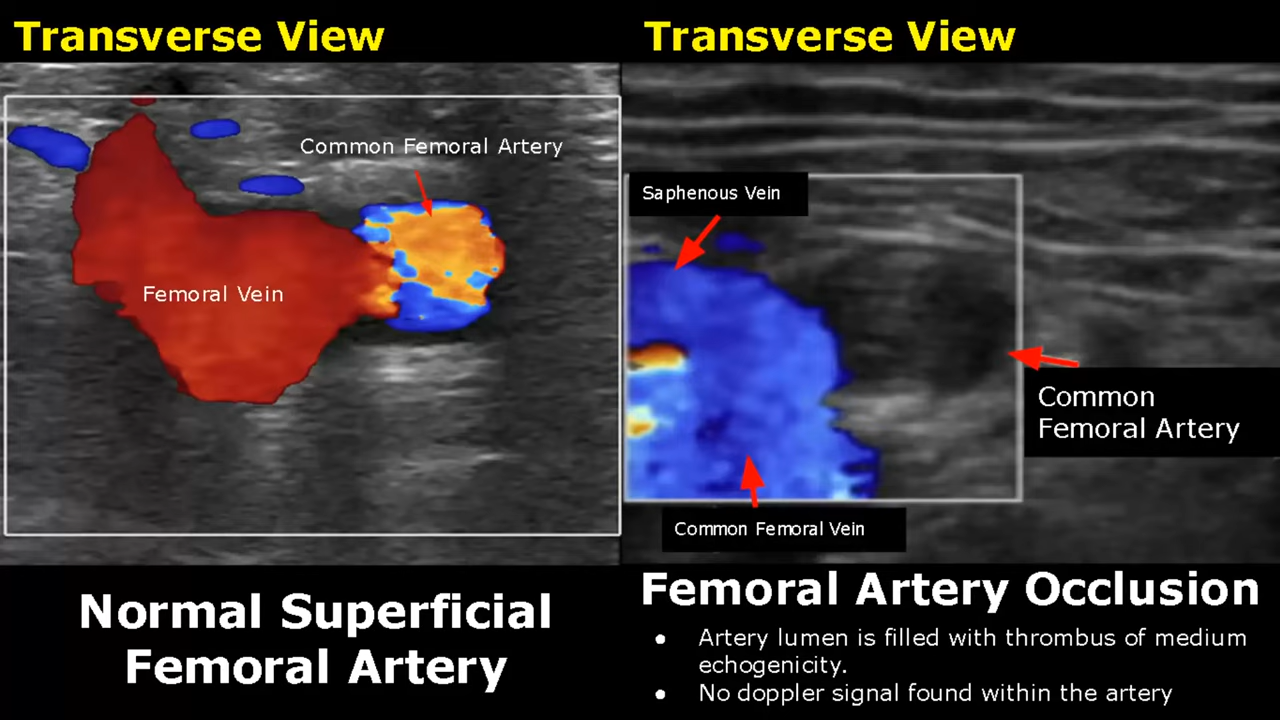 Transverse View
Common Femoral Artery
Femoral Vein
Normal Superficial
Femoral Artery
Transverse View
Saphenous Vein
Common
Femoral Artery
Common Femoral Vein
Femoral Artery Occlusion
• Artery lumen is filled with thrombus of medium
echogenicity.
• No doppler signal found within the artery